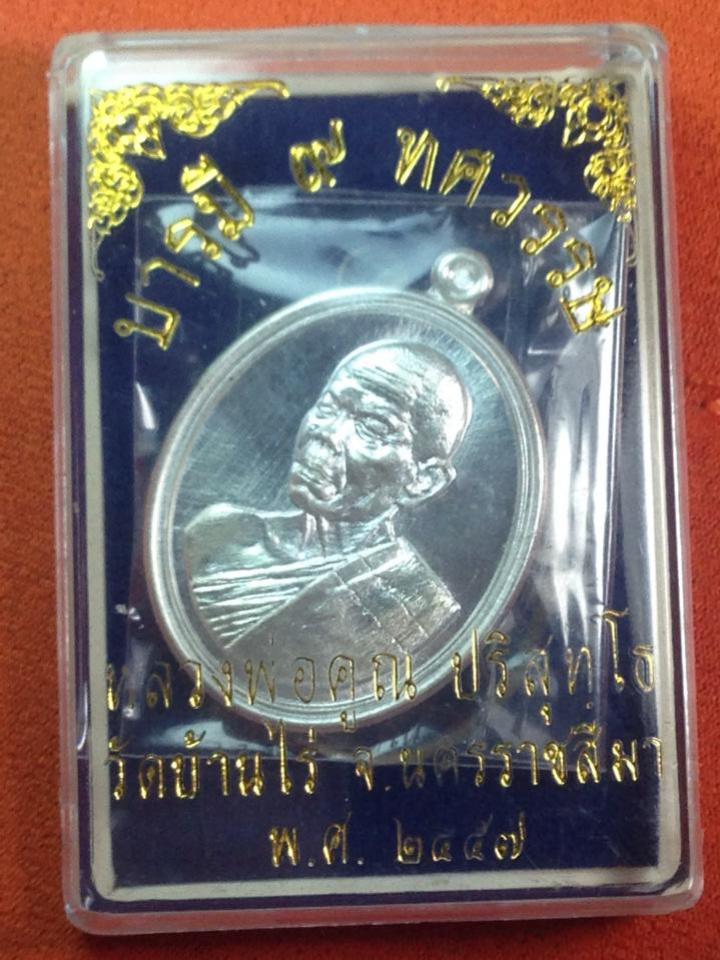 บารมี ๙ ทศวรรษ
หลวงพ่อคูณ ปริสุทฺโธ
วัดบ้านไร่ จ.นครราชสีมา
พ.ศ. ๒๕๕๗